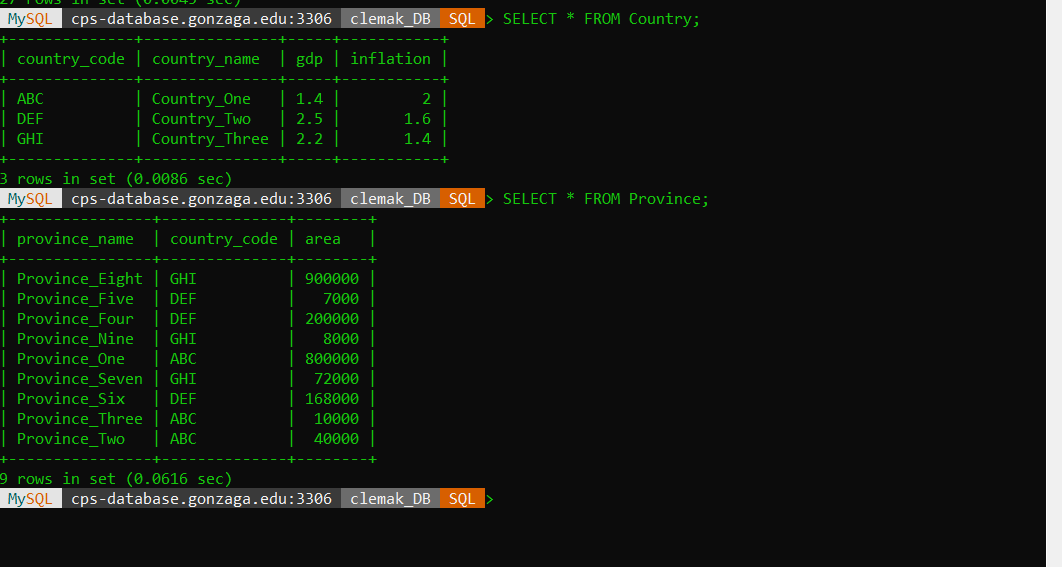 27 rows in set (0.0045 sec)
MySQL cps-database.gonzaga.edu:3306 clemak_DB SQL > SELECT * FROM Country;
+--------------+---------------+-----+-----------+
| country_code | country_name  | gdp | inflation |
+--------------+---------------+-----+-----------+
| ABC          | Country_One   | 1.4 |         2 |
| DEF          | Country_Two   | 2.5 |       1.6 |
| GHI          | Country_Three | 2.2 |       1.4 |
+--------------+---------------+-----+-----------+
3 rows in set (0.0086 sec)
MySQL cps-database.gonzaga.edu:3306 clemak_DB SQL > SELECT * FROM Province;
+----------------+--------------+--------+
| province_name  | country_code | area   |
+----------------+--------------+--------+
| Province_Eight | GHI          | 900000 |
| Province_Five  | DEF          |   7000 |
| Province_Four  | DEF          | 200000 |
| Province_Nine  | GHI          |   8000 |
| Province_One   | ABC          | 800000 |
| Province_Seven | GHI          |  72000 |
| Province_Six   | DEF          | 168000 |
| Province_Three | ABC          |  10000 |
| Province_Two   | ABC          |  40000 |
+----------------+--------------+--------+
9 rows in set (0.0616 sec)
MySQL cps-database.gonzaga.edu:3306 clemak_DB SQL >